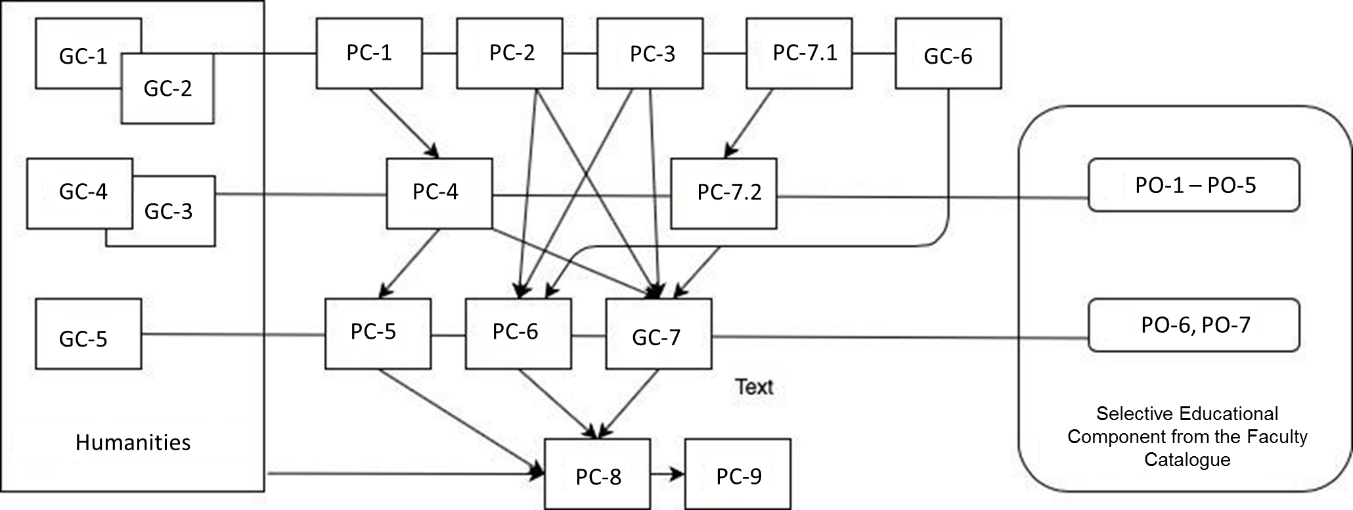 GC-1
GC-2
PC-1
PC-2
PC-3
PC-7.1
GC-6
GC-4
GC-3
PC-4
PC-7.2
PO-1 – PO-5
GC-5
PC-5
PC-6
GC-7
PO-6, PO-7
Text
Humanities
Selective Educational
Component from the Faculty
Catalogue
PC-8
PC-9